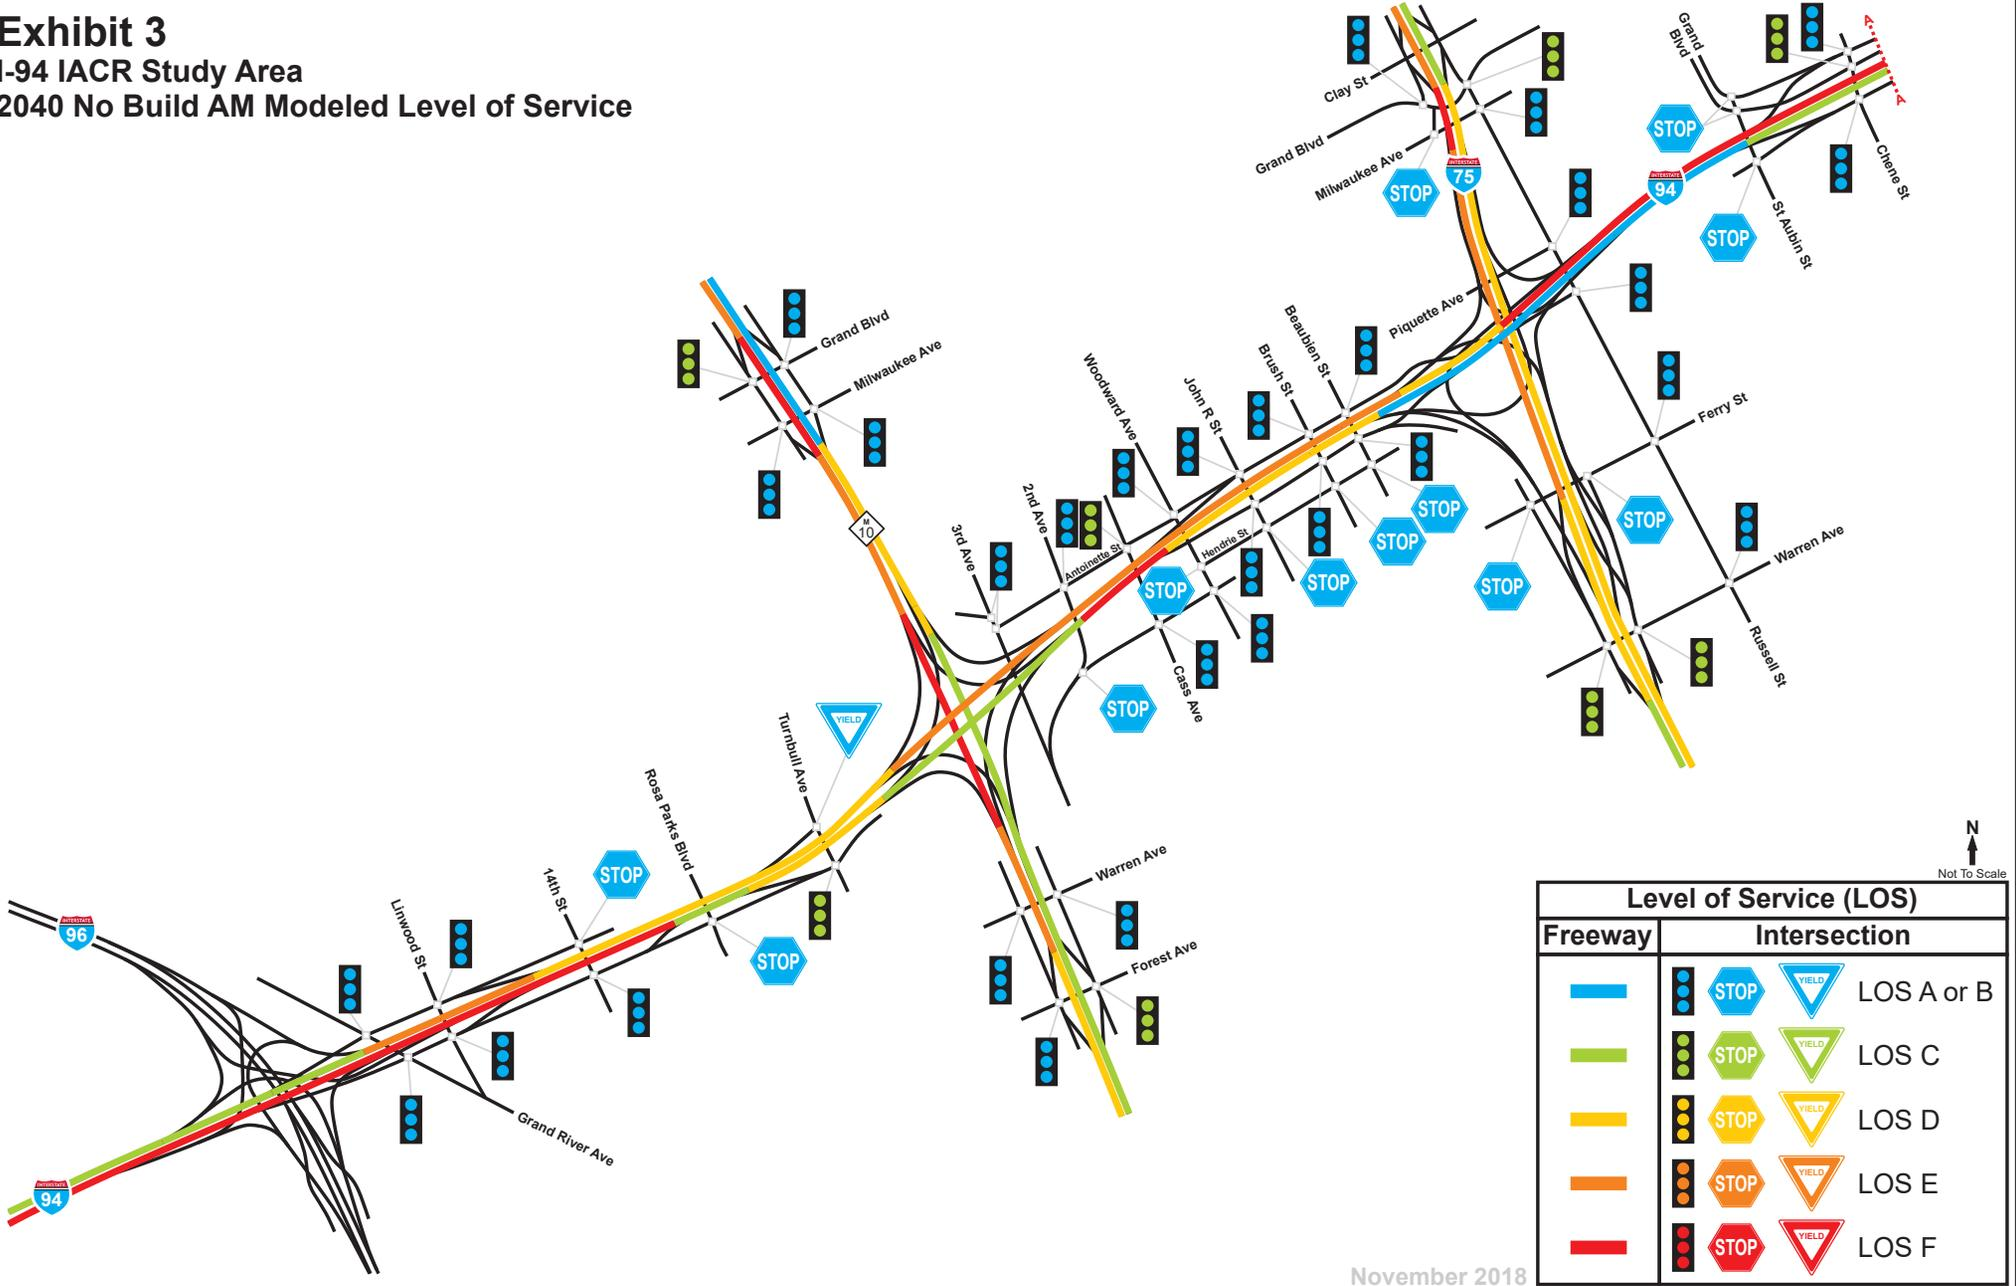 Exhibit 3
I-94 IACR Study Area
2040 No Build AM Modeled Level of Service
Clay St
Grand Blvd
Milwaukee Ave
STOP
INTERSTATE
75
Grand
Blvd
STOP
INTERSTATE
94
A
A
Chene St
St Aubin St
STOP
Grand Blvd
Milwaukee Ave
M
10
Piquette Ave
Beaubien St
Brush St
John R St
Woodward Ave
2nd Ave
3rd Ave
Antoinette St
Hendrie St
Cass Ave
STOP
STOP
STOP
STOP
STOP
STOP
STOP
Ferry St
Warren Ave
Russell St
YIELD
Turnbull Ave
Rosa Parks Blvd
14th St
STOP
STOP
Linwood St
INTERSTATE
96
Grand River Ave
INTERSTATE
94
Warren Ave
Forest Ave
N
Not To Scale
Level of Service (LOS)
Freeway Intersection
STOP YIELD LOS A or B
STOP YIELD LOS C
STOP YIELD LOS D
STOP YIELD LOS E
STOP YIELD LOS F
November 2018